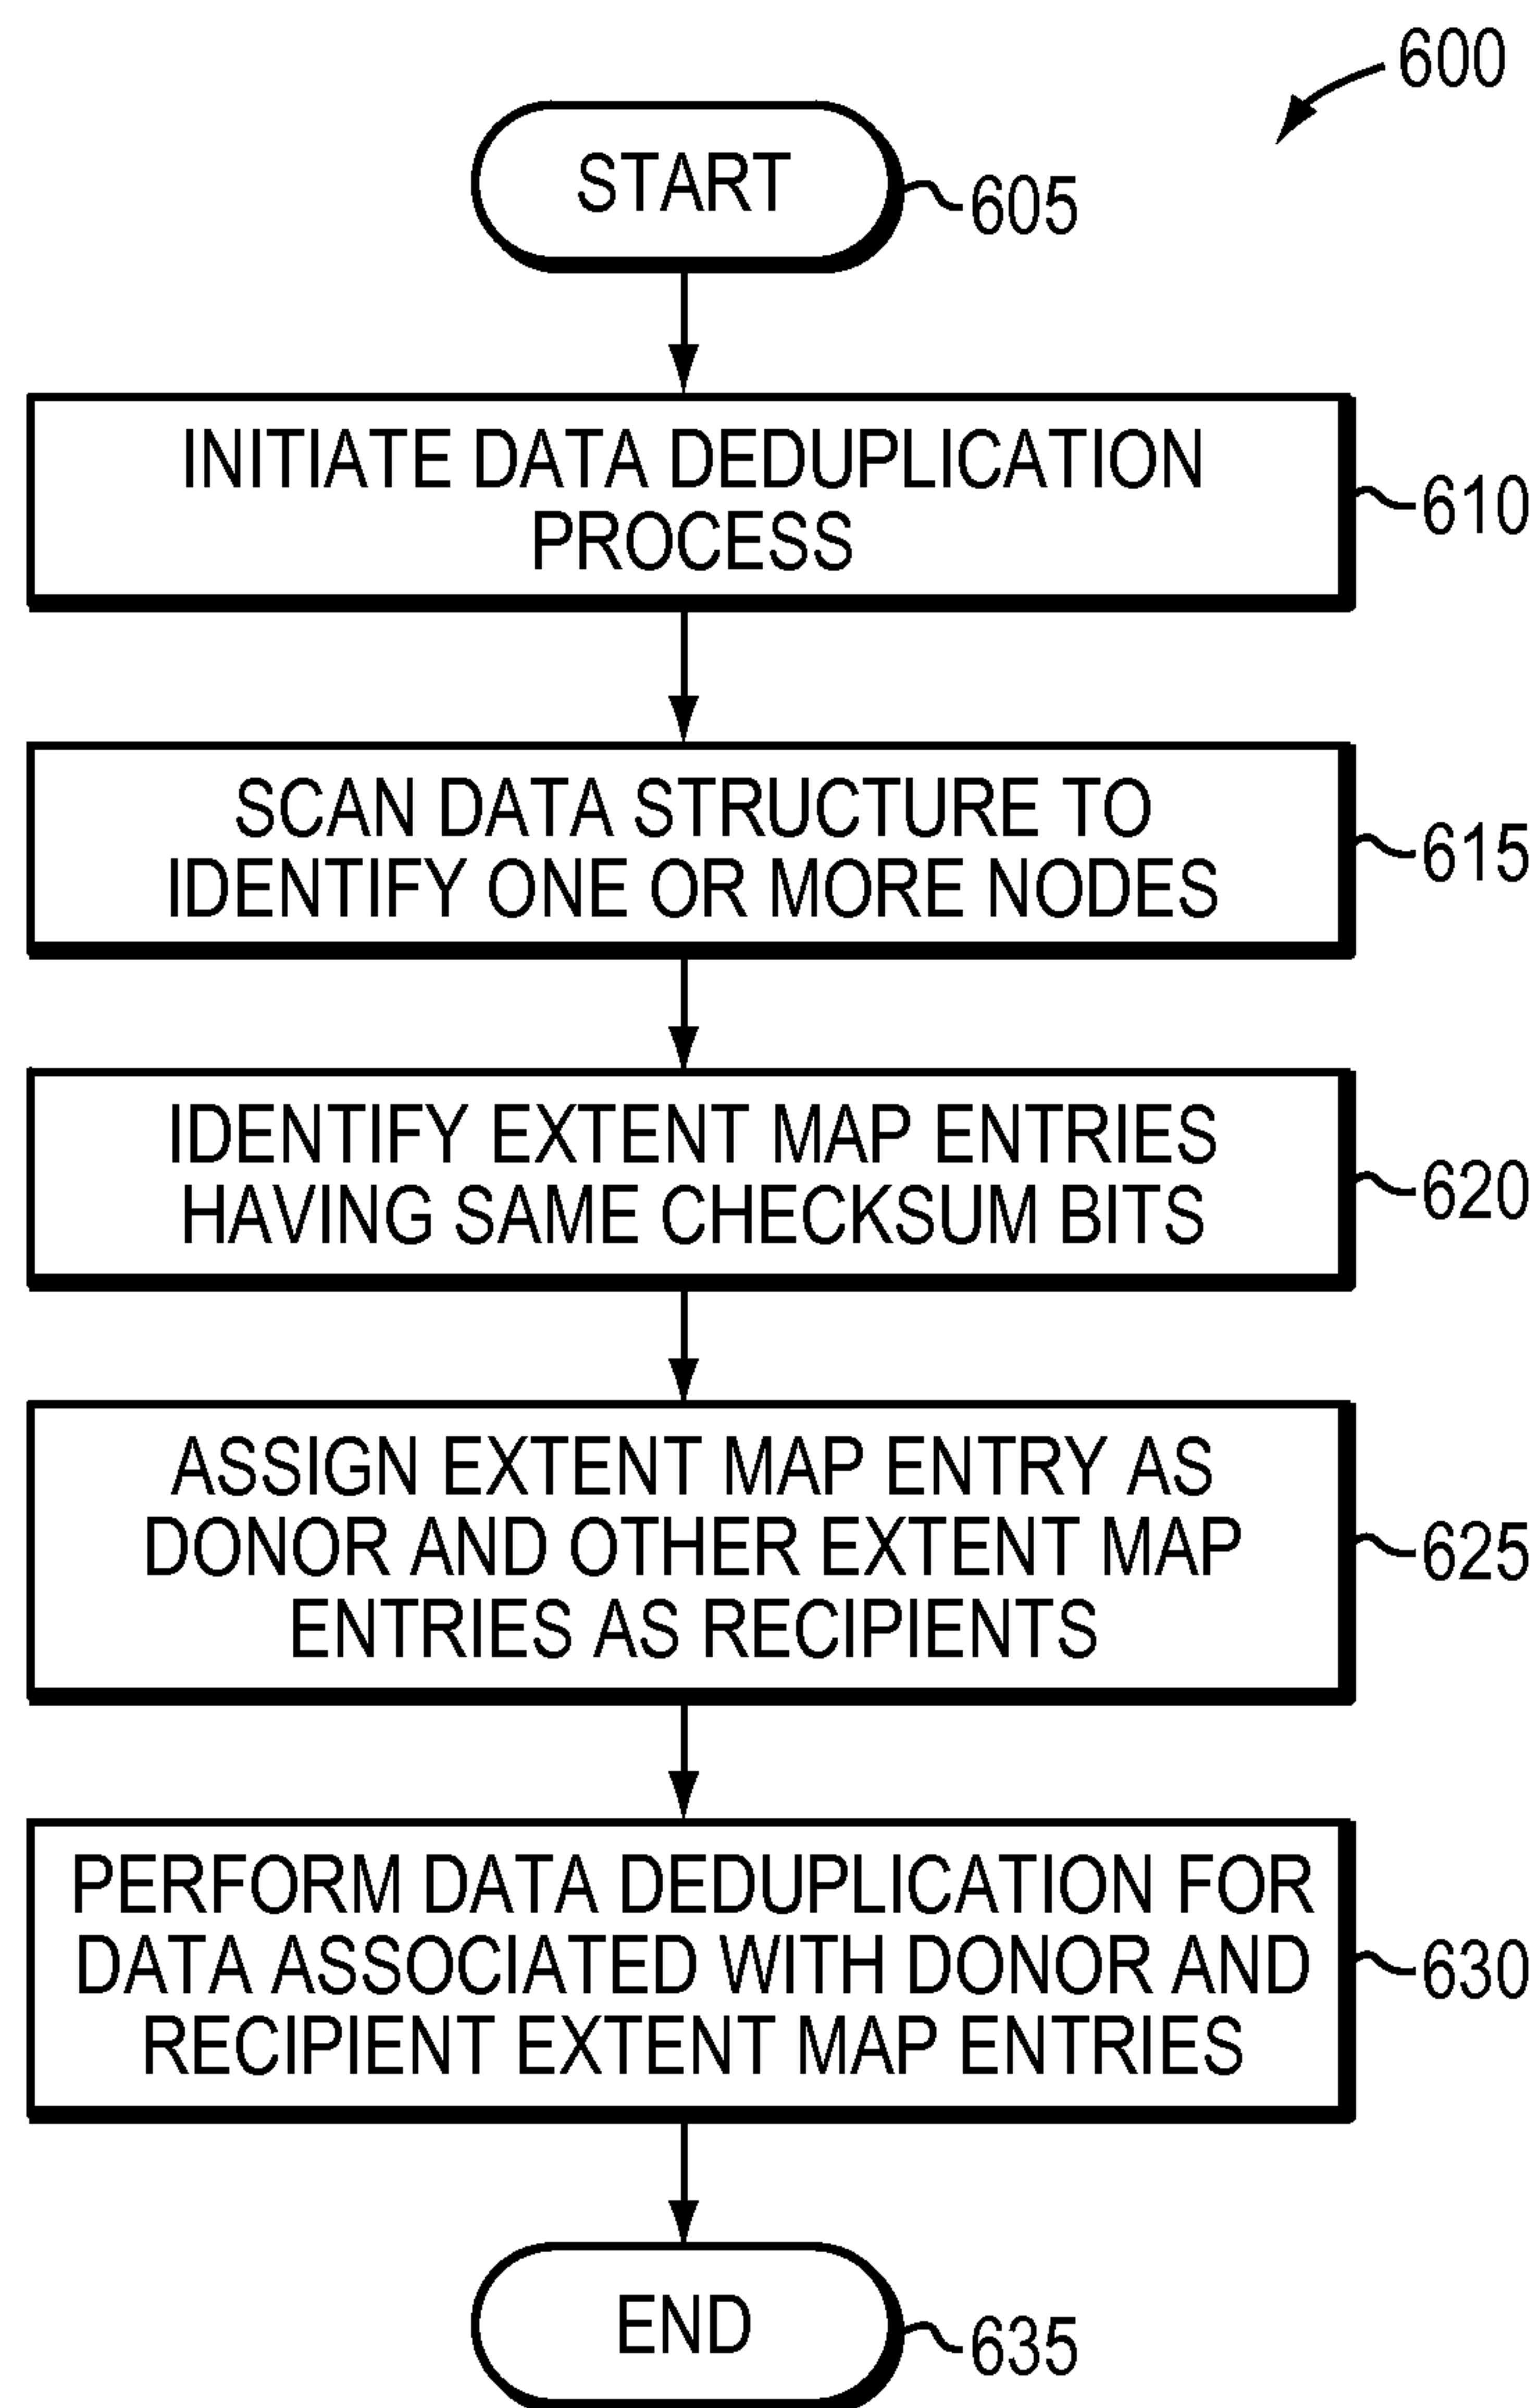 600
START
605
INITIATE DATA DEDUPLICATION
PROCESS
610
SCAN DATA STRUCTURE TO
IDENTIFY ONE OR MORE NODES
615
IDENTIFY EXTENT MAP ENTRIES
HAVING SAME CHECKSUM BITS
620
ASSIGN EXTENT MAP ENTRY AS
DONOR AND OTHER EXTENT MAP
ENTRIES AS RECIPIENTS
625
PERFORM DATA DEDUPLICATION FOR
DATA ASSOCIATED WITH DONOR AND
RECIPIENT EXTENT MAP ENTRIES
630
END
635